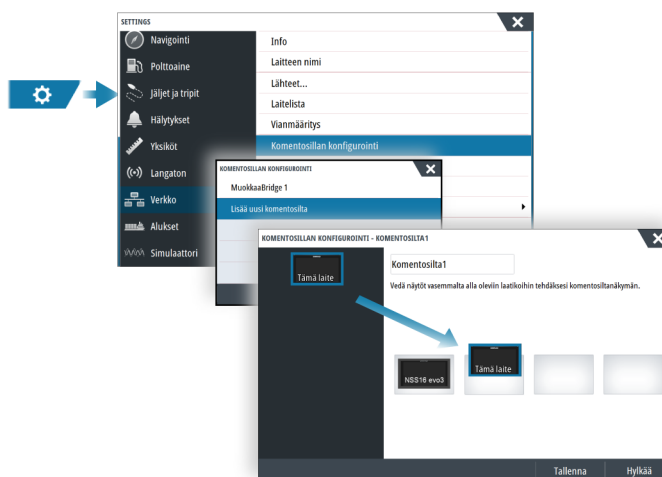 SETTINGS
Navigointi
Polttoaine
Jäljet ja tripit
Hälytykset
Yksiköt
Langaton
Verkko
Alukset
Simulaattori
Info
Laitteen nimi
Lähteet...
Laitelista
Vianmääritys
Komentosillan konfigurointi
KOMENTOSILLAN KONFIGUROINTI
MuokkaaBridge 1
Lisää uusi komentosilta
KOMENTOSILLAN KONFIGUROINTI - KOMENTOSILTA1
Tämä laite
Komentosilta1
Vedä näytöt vasemmalta alla oleviin laatikoihin tehdäksesi komentosiltanäkymän.
NSS16 evo3
Tämä laite
Tallenna
Hylkää